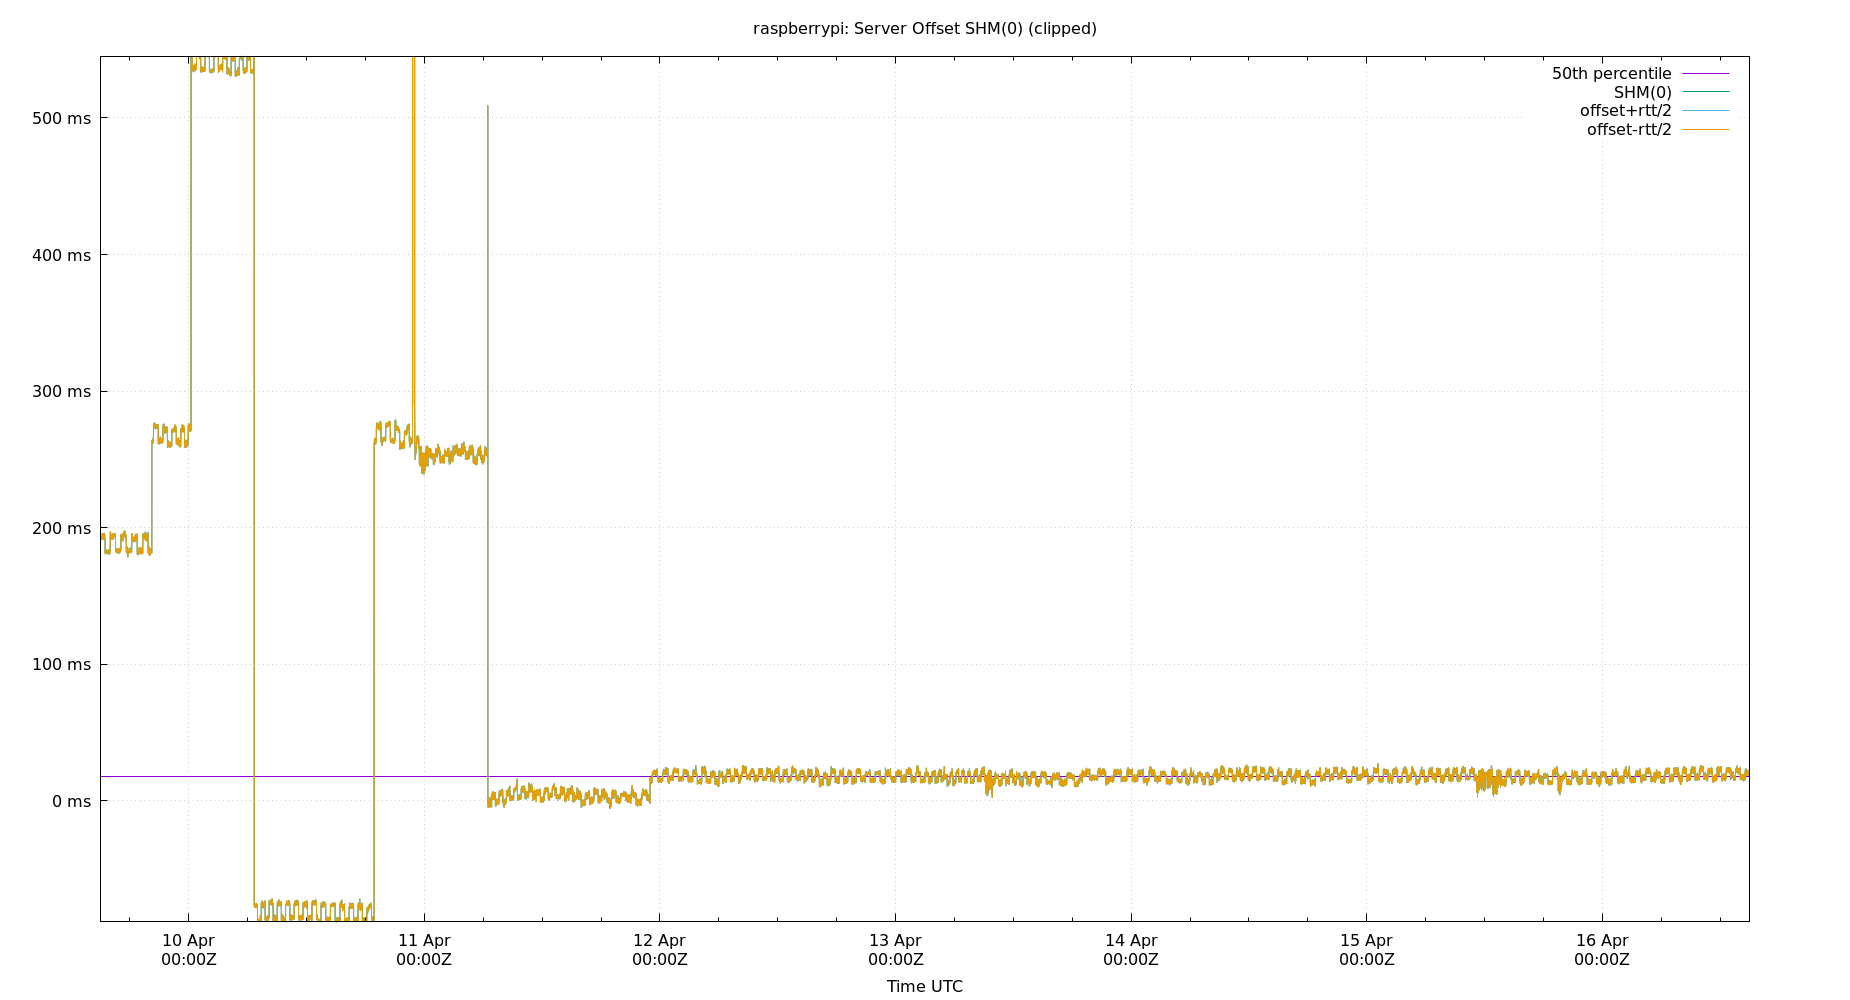 raspberrypi: Server Offset SHM(0) (clipped)
50th percentile
SHM(0)
offset+rtt/2
offset-rtt/2
500 ms
400 ms
300 ms
200 ms
100 ms
0 ms
10 Apr 11 Apr 12 Apr 13 Apr 14 Apr 15 Apr 16 Apr
00:00Z 00:00Z 00:00Z 00:00Z 00:00Z 00:00Z 00:00Z
Time UTC